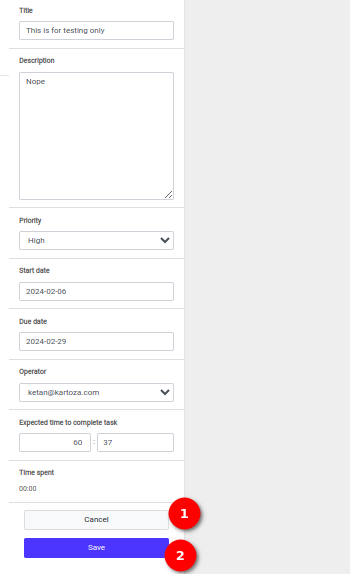 Title
This is for testing only
Description
Nope
Priority
High
Start date
2024-02-06
Due date
2024-02-29
Operator
ketan@kartoza.com
Expected time to complete task
60 : 37
Time spent
00:00
Cancel 1
Save 2